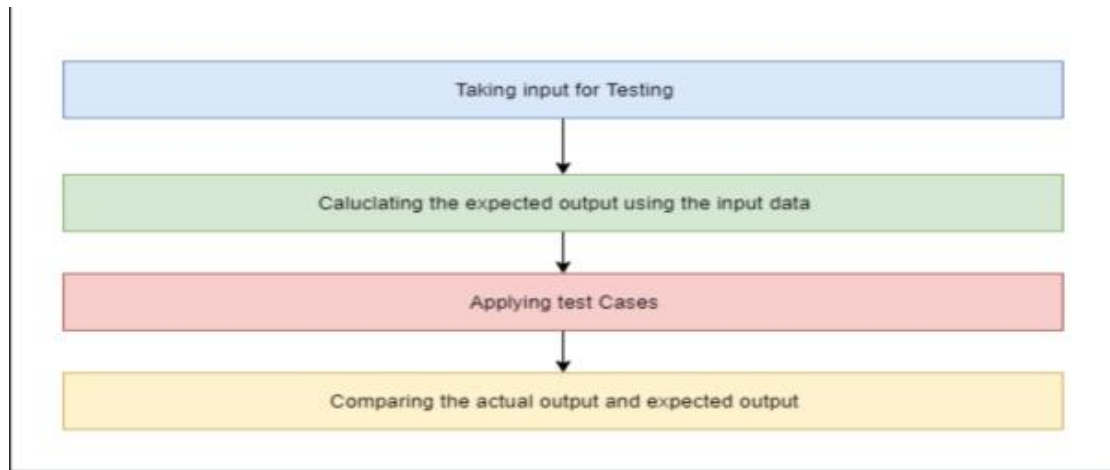 Taking input for Testing
Caluclating the expected output using the input data
Applying test Cases
Comparing the actual output and expected output